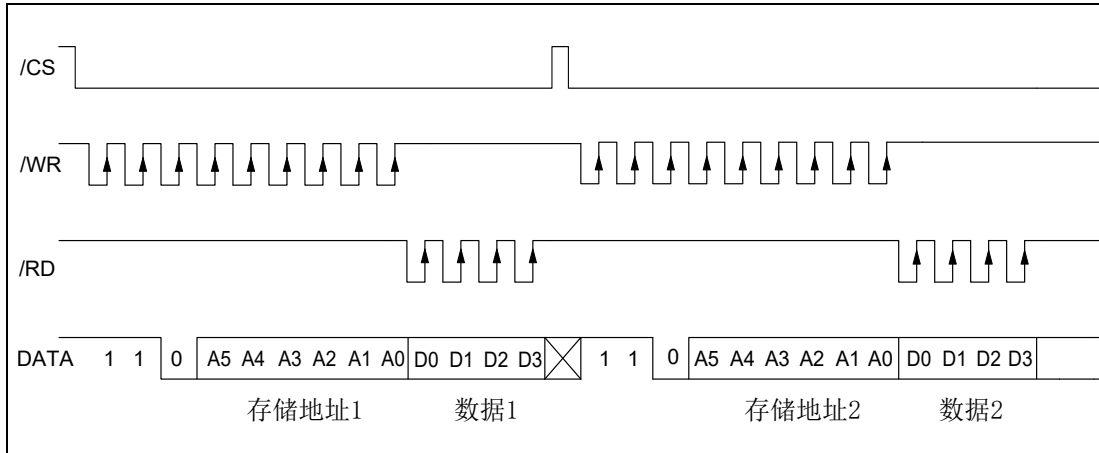 /CS
/WR
/RD
DATA 1 1 0 A5 A4 A3 A2 A1 A0 D0 D1 D2 D3 1 1 0 A5 A4 A3 A2 A1 A0 D0 D1 D2 D3
存储地址1 数据1 存储地址2 数据2